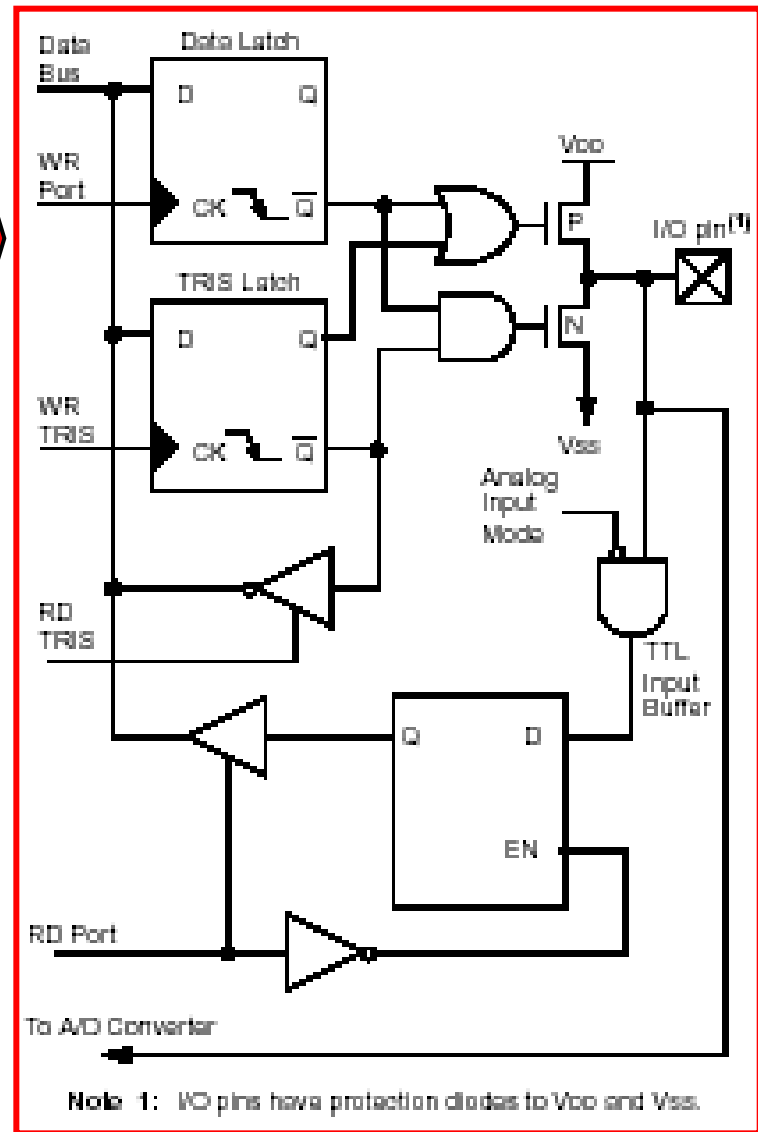 Data
Bus
Data Latch
D Q
WR
Port
CK Q
VDD
P
I/O pin(1)
TRIS Latch
D Q
N
WR
TRIS
CK Q
VSS
Analog
Input
Mode
RD
TRIS
TTL
Input
Buffer
Q D
EN
RD Port
To A/D Converter
Note 1: I/O pins have protection diodes to VDD and VSS.